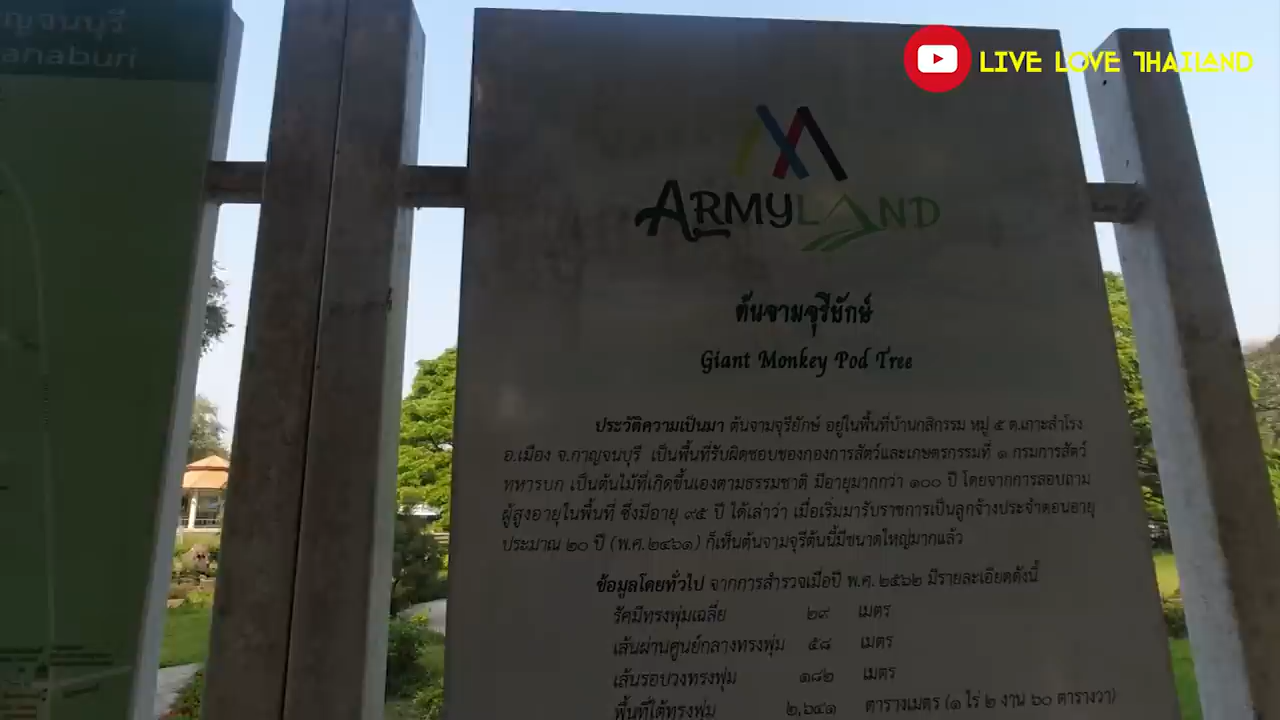 ญจนบุรี
anaburi
LIVE LOVE THAILAND
ARMYLAND
ต้นจามจุรียักษ์
Giant Monkey Pod Tree
ประวัติความเป็นมา ต้นจามจุรียักษ์ อยู่ในพื้นที่บ้านกสิกรรม หมู่ ๕ ต.เกาะสำโรง
อ.เมือง จ.กาญจนบุรี เป็นพื้นที่รับผิดชอบของกองการสัตว์และเกษตรกรรมที่ ๑ กรมการสัตว์
ทหารบก เป็นต้นไม้ที่เกิดขึ้นเองตามธรรมชาติ มีอายุมากกว่า ๑๐๐ ปี โดยจากการสอบถาม
ผู้สูงอายุในพื้นที่ ซึ่งมีอายุ ๙๕ ปี ได้เล่าว่า เมื่อเริ่มมารับราชการเป็นลูกจ้างประจำตอนอายุ
ประมาณ ๒๐ ปี (พ.ศ.๒๔๖๑) ก็เห็นต้นจามจุรีต้นนี้มีขนาดใหญ่มากแล้ว
ข้อมูลโดยทั่วไป จากการสำรวจเมื่อปี พ.ศ. ๒๕๖๒ มีรายละเอียดดังนี้
รัศมีทรงพุ่มเฉลี่ย ๒๙ เมตร
เส้นผ่านศูนย์กลางทรงพุ่ม ๕๘ เมตร
เส้นรอบวงทรงพุ่ม ๑๘๒ เมตร
พื้นที่ใต้ทรงพุ่ม ๒,๖๔๑ ตารางเมตร (๑ ไร่ ๒ งาน ๖๐ ตารางวา)